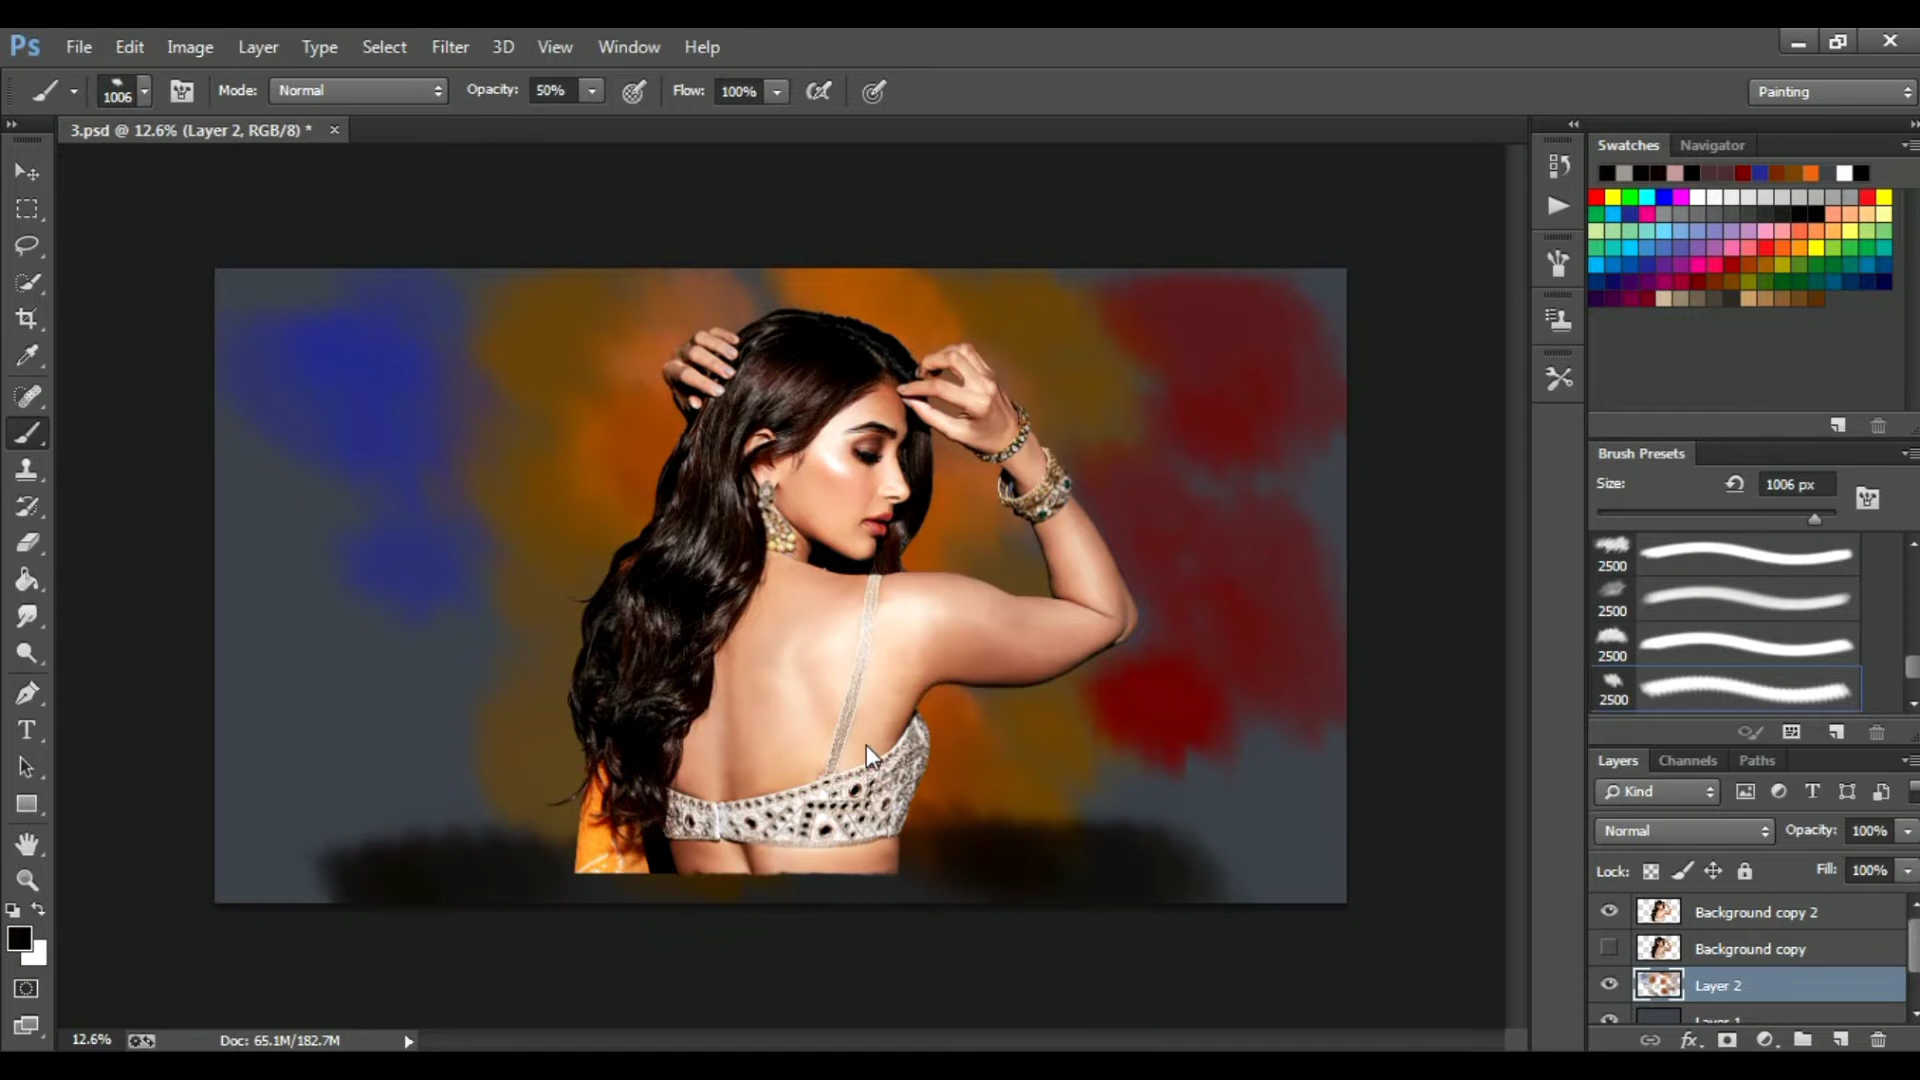 Ps File Edit Image Layer Type Select Filter 3D View Window Help
1006 Mode: Normal Opacity: 50% Flow: 100% Painting
3.psd @ 12.6% (Layer 2, RGB/8) *
Swatches Navigator
Brush Presets
Size: 1006 px
2500
2500
2500
2500
Layers Channels Paths
Kind
Normal Opacity: 100%
Lock: Fill: 100%
Background copy 2
Background copy
Layer 2
Layer 1
12.6% Doc: 65.1M/182.7M